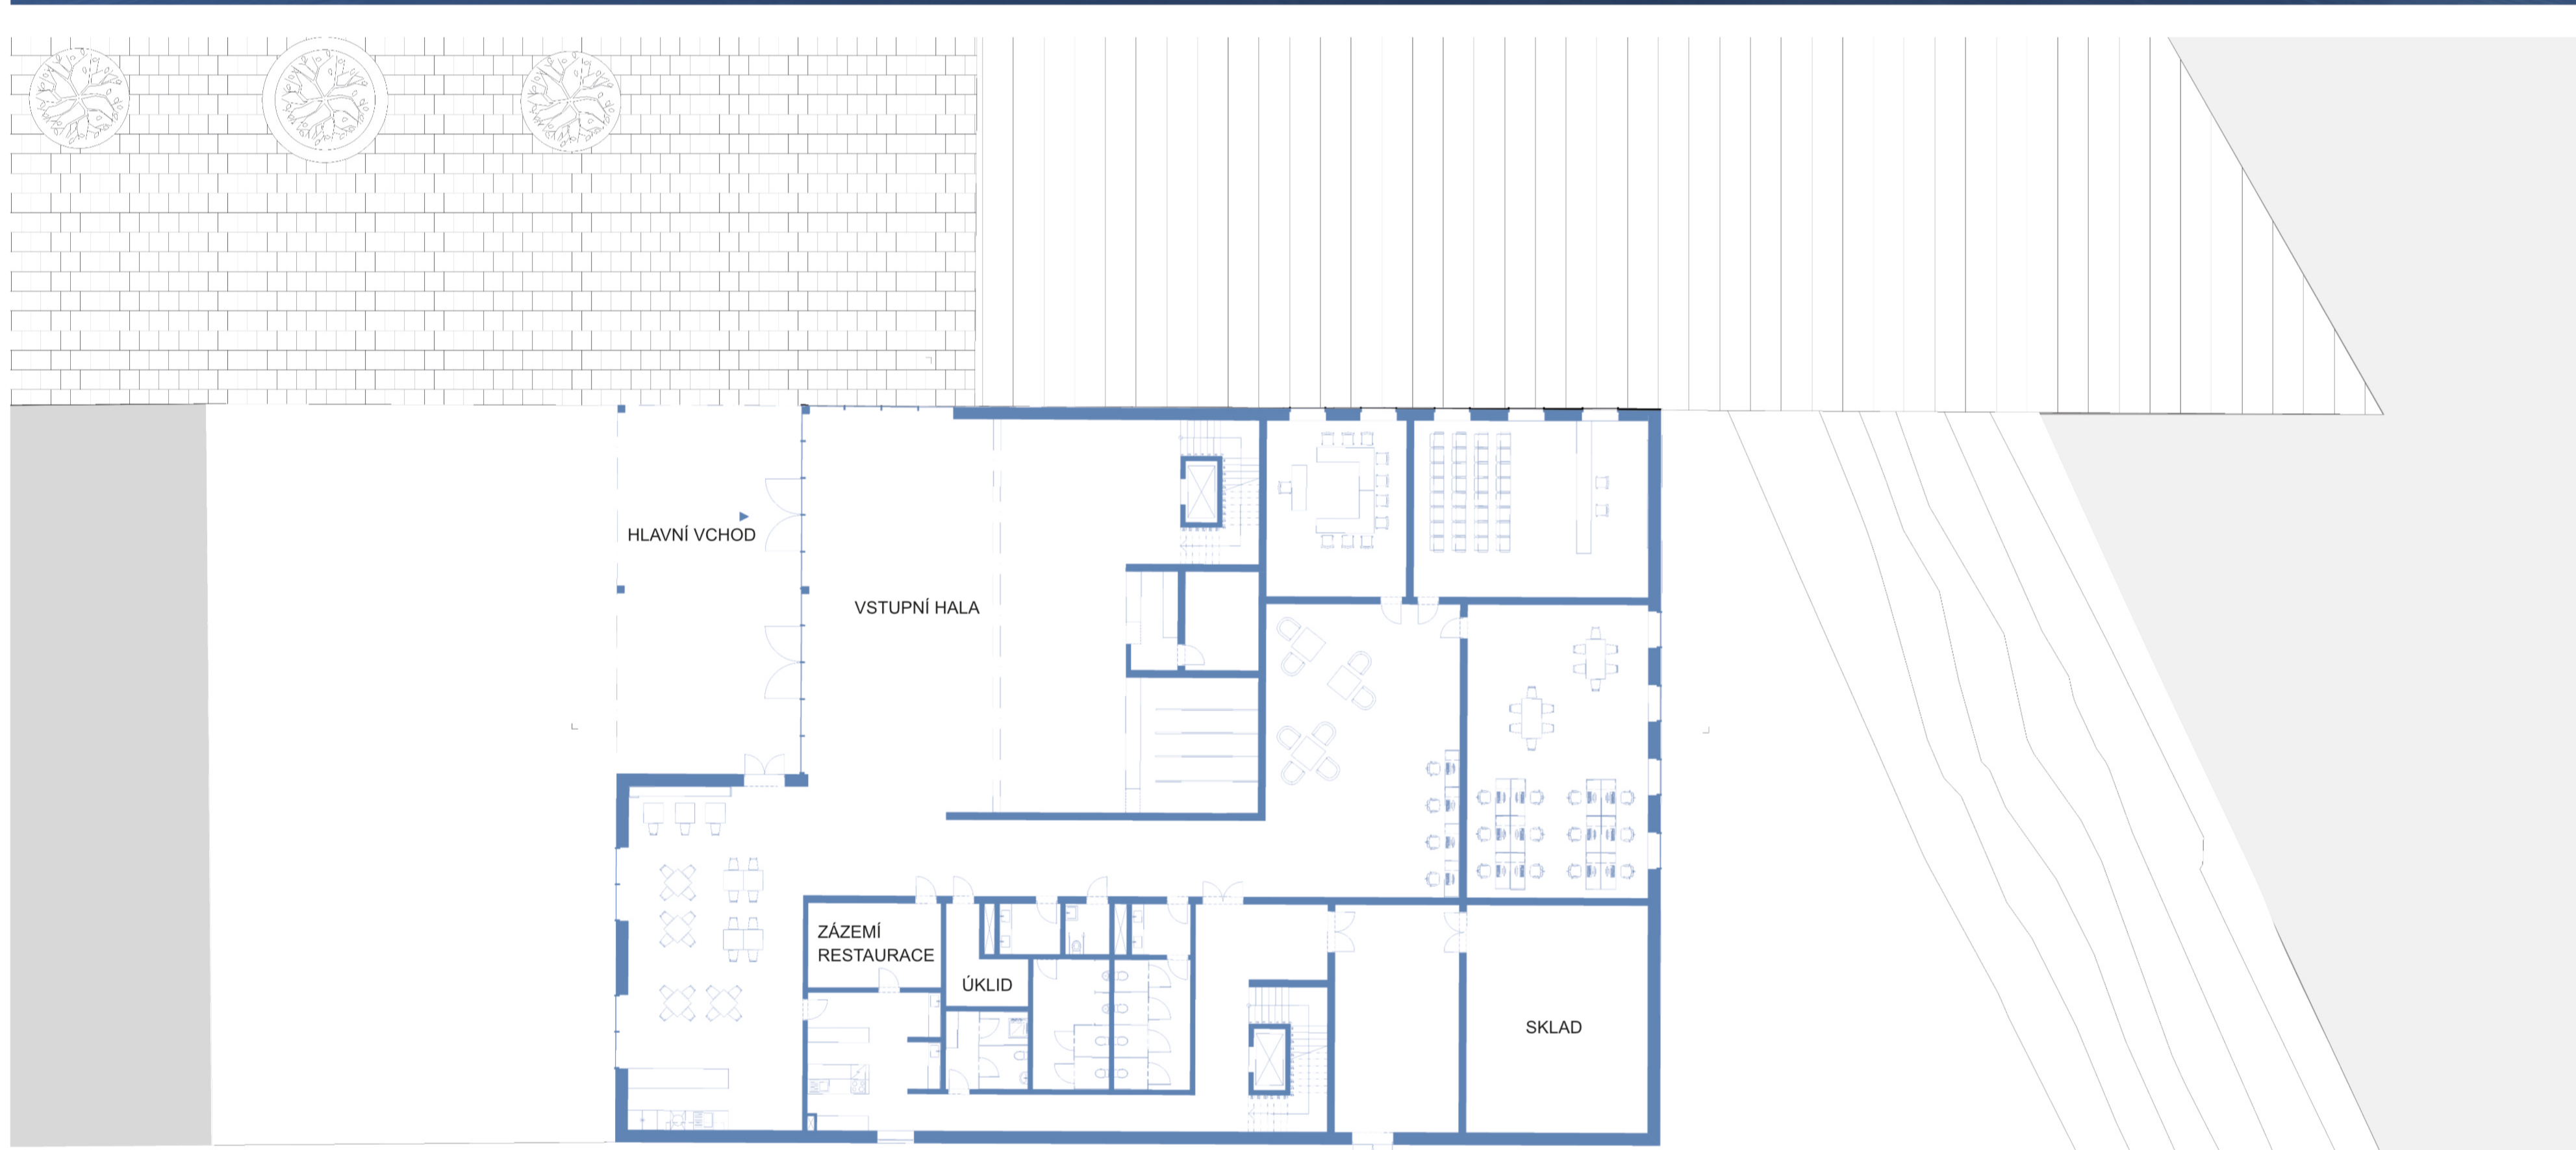 HLAVNÍ VCHOD
VSTUPNÍ HALA
ZÁZEMÍ
RESTAURACE
ÚKLID
SKLAD